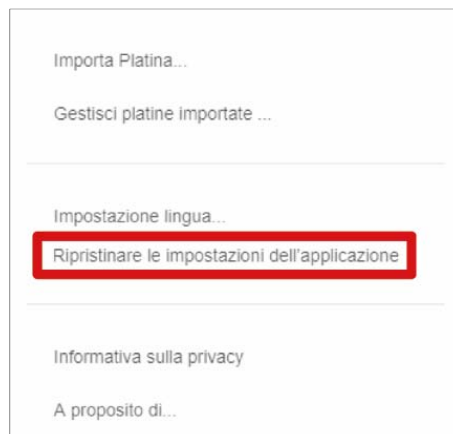 Importa Platina...
Gestisci platine importate ...
Impostazione lingua...
Ripristinare le impostazioni dell'applicazione
Informativa sulla privacy
A proposito di...